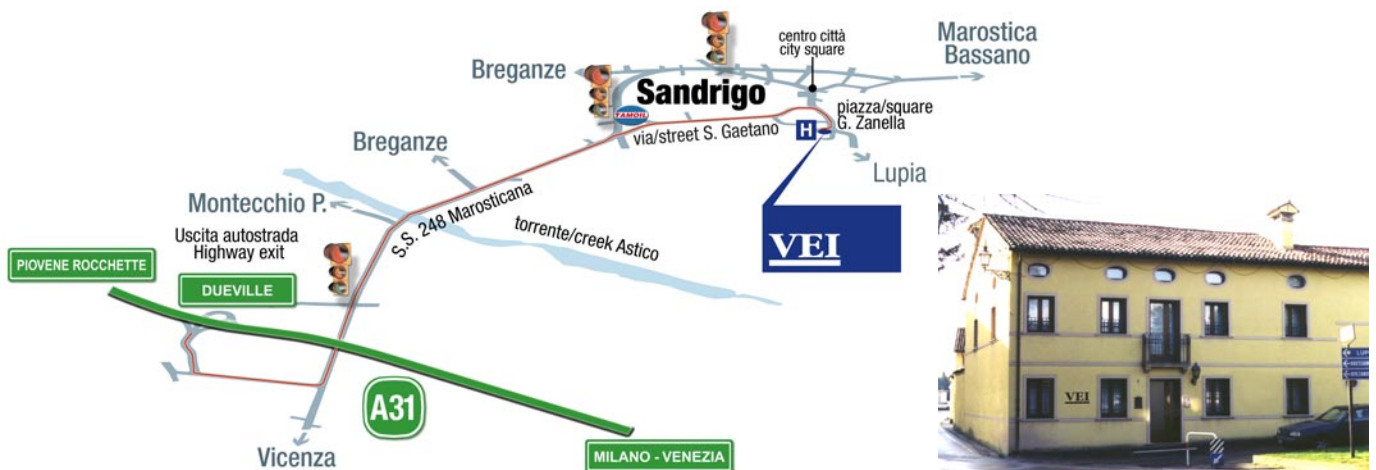 centro città
city square
Marostica
Bassano
Breganze
Sandrigo
TAMOIL
piazza/square
G. Zanella
H
via/street S. Gaetano
Lupia
Breganze
Montecchio P.
S.S. 248 Marosticana
torrente/creek Astico
Uscita autostrada
Highway exit
PIOVENE ROCCHETTE
DUEVILLE
VEI
A31
Vicenza
MILANO - VENEZIA
VEI